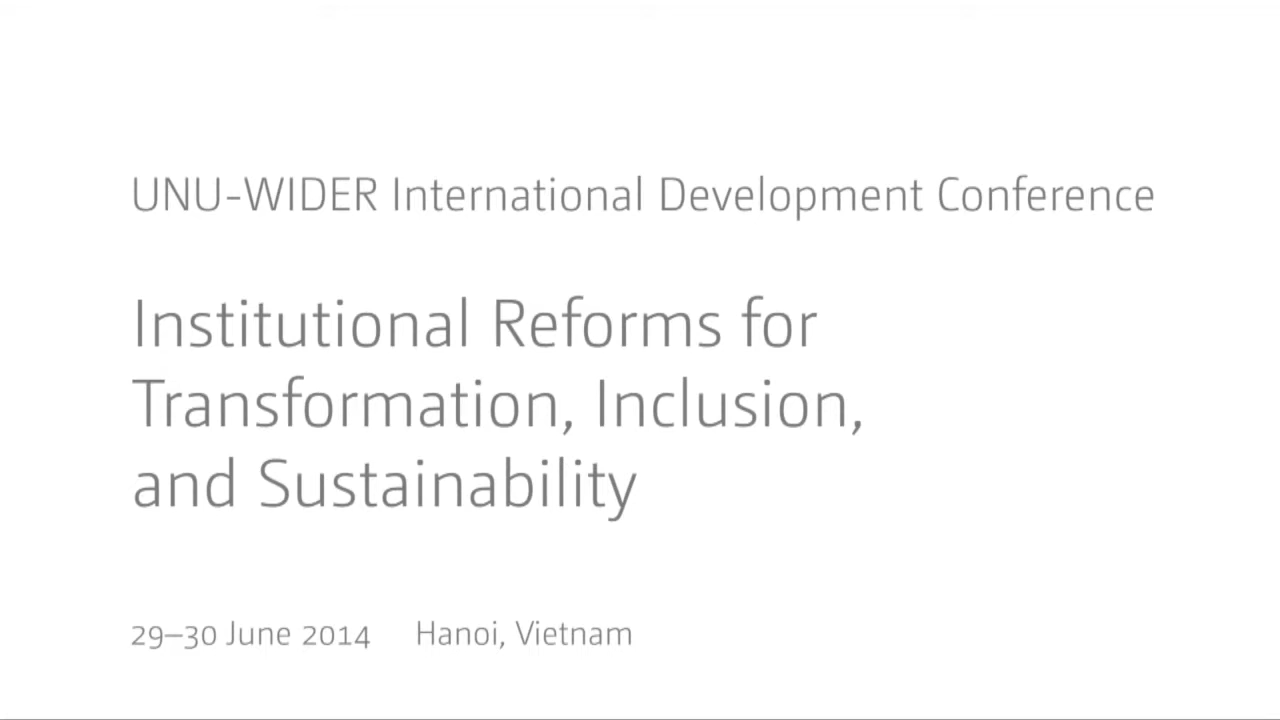 UNU-WIDER International Development Conference
Institutional Reforms for
Transformation, Inclusion,
and Sustainability
29–30 June 2014 Hanoi, Vietnam